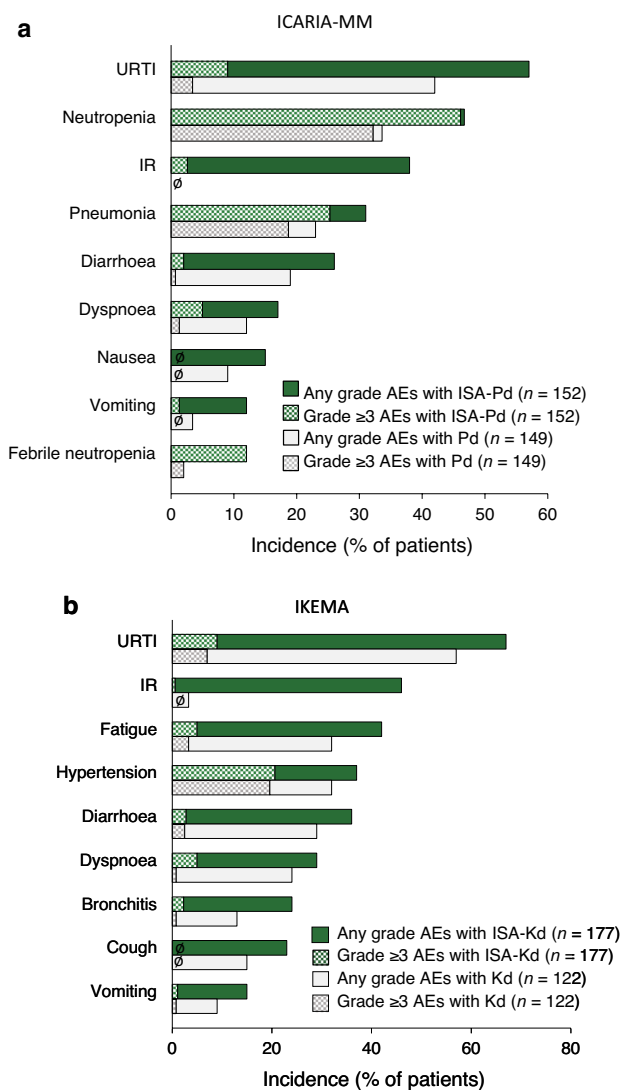 a
ICARIA-MM
URTI
Neutropenia
IR
ø
Pneumonia
Diarrhoea
Dyspnoea
Nausea
ø
ø
Vomiting
ø
Febrile neutropenia
Any grade AEs with ISA-Pd (n = 152)
Grade ≥3 AEs with ISA-Pd (n = 152)
Any grade AEs with Pd (n = 149)
Grade ≥3 AEs with Pd (n = 149)
0 10 20 30 40 50 60
Incidence (% of patients)
b
IKEMA
URTI
IR
ø
Fatigue
Hypertension
Diarrhoea
Dyspnoea
Bronchitis
Cough
ø
ø
Vomiting
Any grade AEs with ISA-Kd (n = 177)
Grade ≥3 AEs with ISA-Kd (n = 177)
Any grade AEs with Kd (n = 122)
Grade ≥3 AEs with Kd (n = 122)
0 20 40 60 80
Incidence (% of patients)